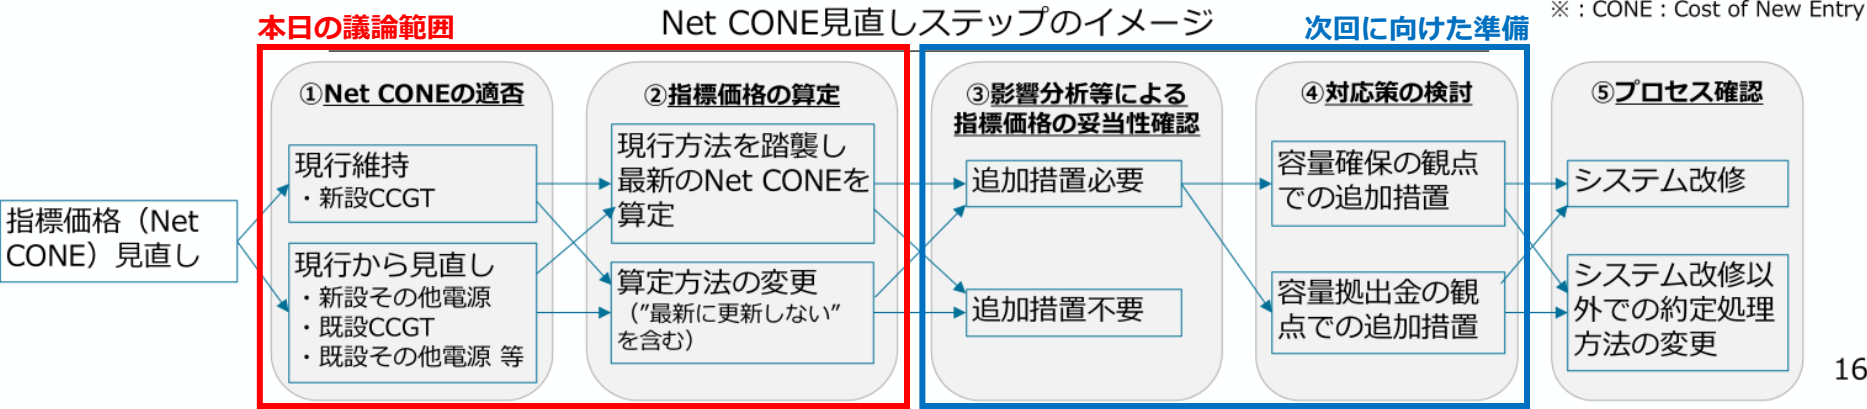 Net CONE見直しステップのイメージ
※：CONE：Cost of New Entry
本日の議論範囲
次回に向けた準備
指標価格（Net
CONE）見直し
①Net CONEの適否
現行維持
・新設CCGT
現行から見直し
・新設その他電源
・既設CCGT
・既設その他電源 等
②指標価格の算定
現行方法を踏襲し
最新のNet CONEを
算定
算定方法の変更
（”最新に更新しない”
を含む）
③影響分析等による
指標価格の妥当性確認
追加措置必要
追加措置不要
④対応策の検討
容量確保の観点
での追加措置
容量拠出金の観
点での追加措置
⑤プロセス確認
システム改修
システム改修以
外での約定処理
方法の変更
16